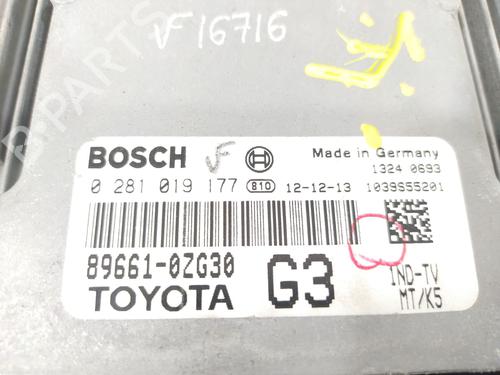 VF 16716
BOSCH VF Made in Germany
1324 0693
0 281 019 177 810 12-12-13 1039S55201
89661-0ZG30 G3 IND-TV
TOYOTA MT/K5